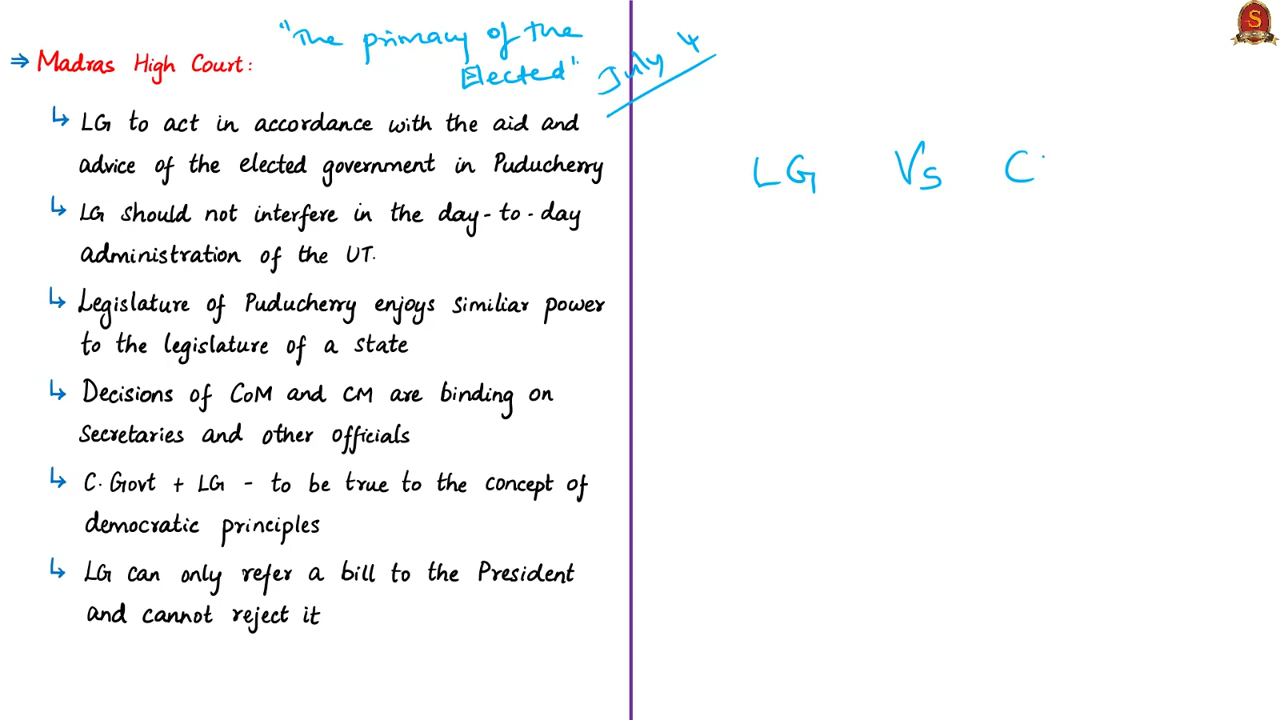 "The primacy of the
Elected"
July 4
⇒ Madras High Court:
↳ LG to act in accordance with the aid and
advice of the elected government in Puducherry
↳ LG should not interfere in the day-to-day
administration of the UT.
↳ Legislature of Puducherry enjoys similiar power
to the legislature of a state
↳ Decisions of CoM and CM are binding on
Secretaries and other officials
↳ C. Govt + LG - to be true to the concept of
democratic principles
↳ LG can only refer a bill to the President
and cannot reject it
LG Vs C
S